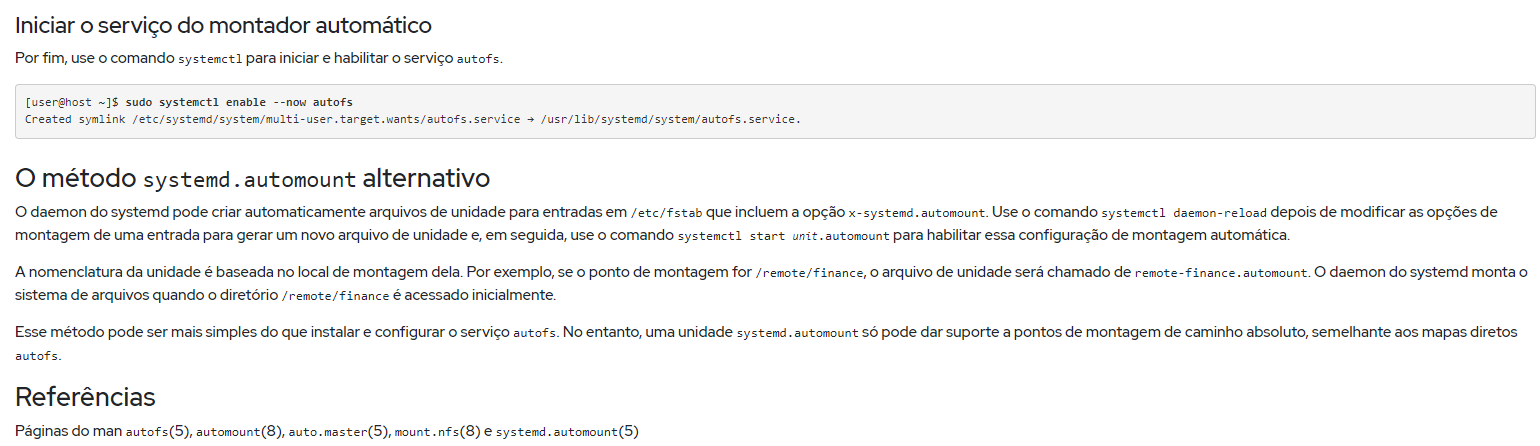 Iniciar o serviço do montador automático
Por fim, use o comando systemctl para iniciar e habilitar o serviço autofs.
[user@host ~]$ sudo systemctl enable --now autofs
Created symlink /etc/systemd/system/multi-user.target.wants/autofs.service → /usr/lib/systemd/system/autofs.service.
O método systemd.automount alternativo
O daemon do systemd pode criar automaticamente arquivos de unidade para entradas em /etc/fstab que incluem a opção x-systemd.automount. Use o comando systemctl daemon-reload depois de modificar as opções de
montagem de uma entrada para gerar um novo arquivo de unidade e, em seguida, use o comando systemctl start unit.automount para habilitar essa configuração de montagem automática.
A nomenclatura da unidade é baseada no local de montagem dela. Por exemplo, se o ponto de montagem for /remote/finance, o arquivo de unidade será chamado de remote-finance.automount. O daemon do systemd monta o
sistema de arquivos quando o diretório /remote/finance é acessado inicialmente.
Esse método pode ser mais simples do que instalar e configurar o serviço autofs. No entanto, uma unidade systemd.automount só pode dar suporte a pontos de montagem de caminho absoluto, semelhante aos mapas diretos
autofs.
Referências
Páginas do man autofs(5), automount(8), auto.master(5), mount.nfs(8) e systemd.automount(5)